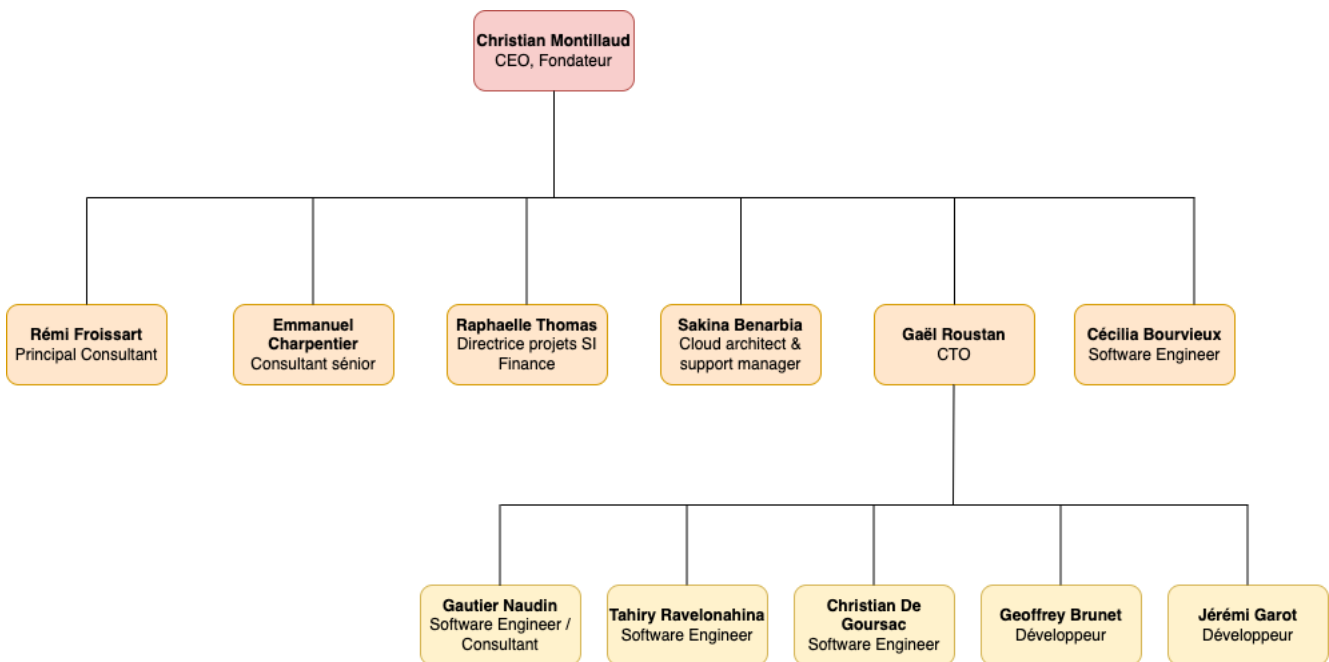 Christian Montillaud
CEO, Fondateur
Rémi Froissart
Principal Consultant
Emmanuel
Charpentier
Consultant sénior
Raphaelle Thomas
Directrice projets SI
Finance
Sakina Benarbia
Cloud architect &
support manager
Gaël Roustan
CTO
Cécilia Bourvieux
Software Engineer
Gautier Naudin
Software Engineer /
Consultant
Tahiry Ravelonahina
Software Engineer
Christian De
Goursac
Software Engineer
Geoffrey Brunet
Développeur
Jérémi Garot
Développeur